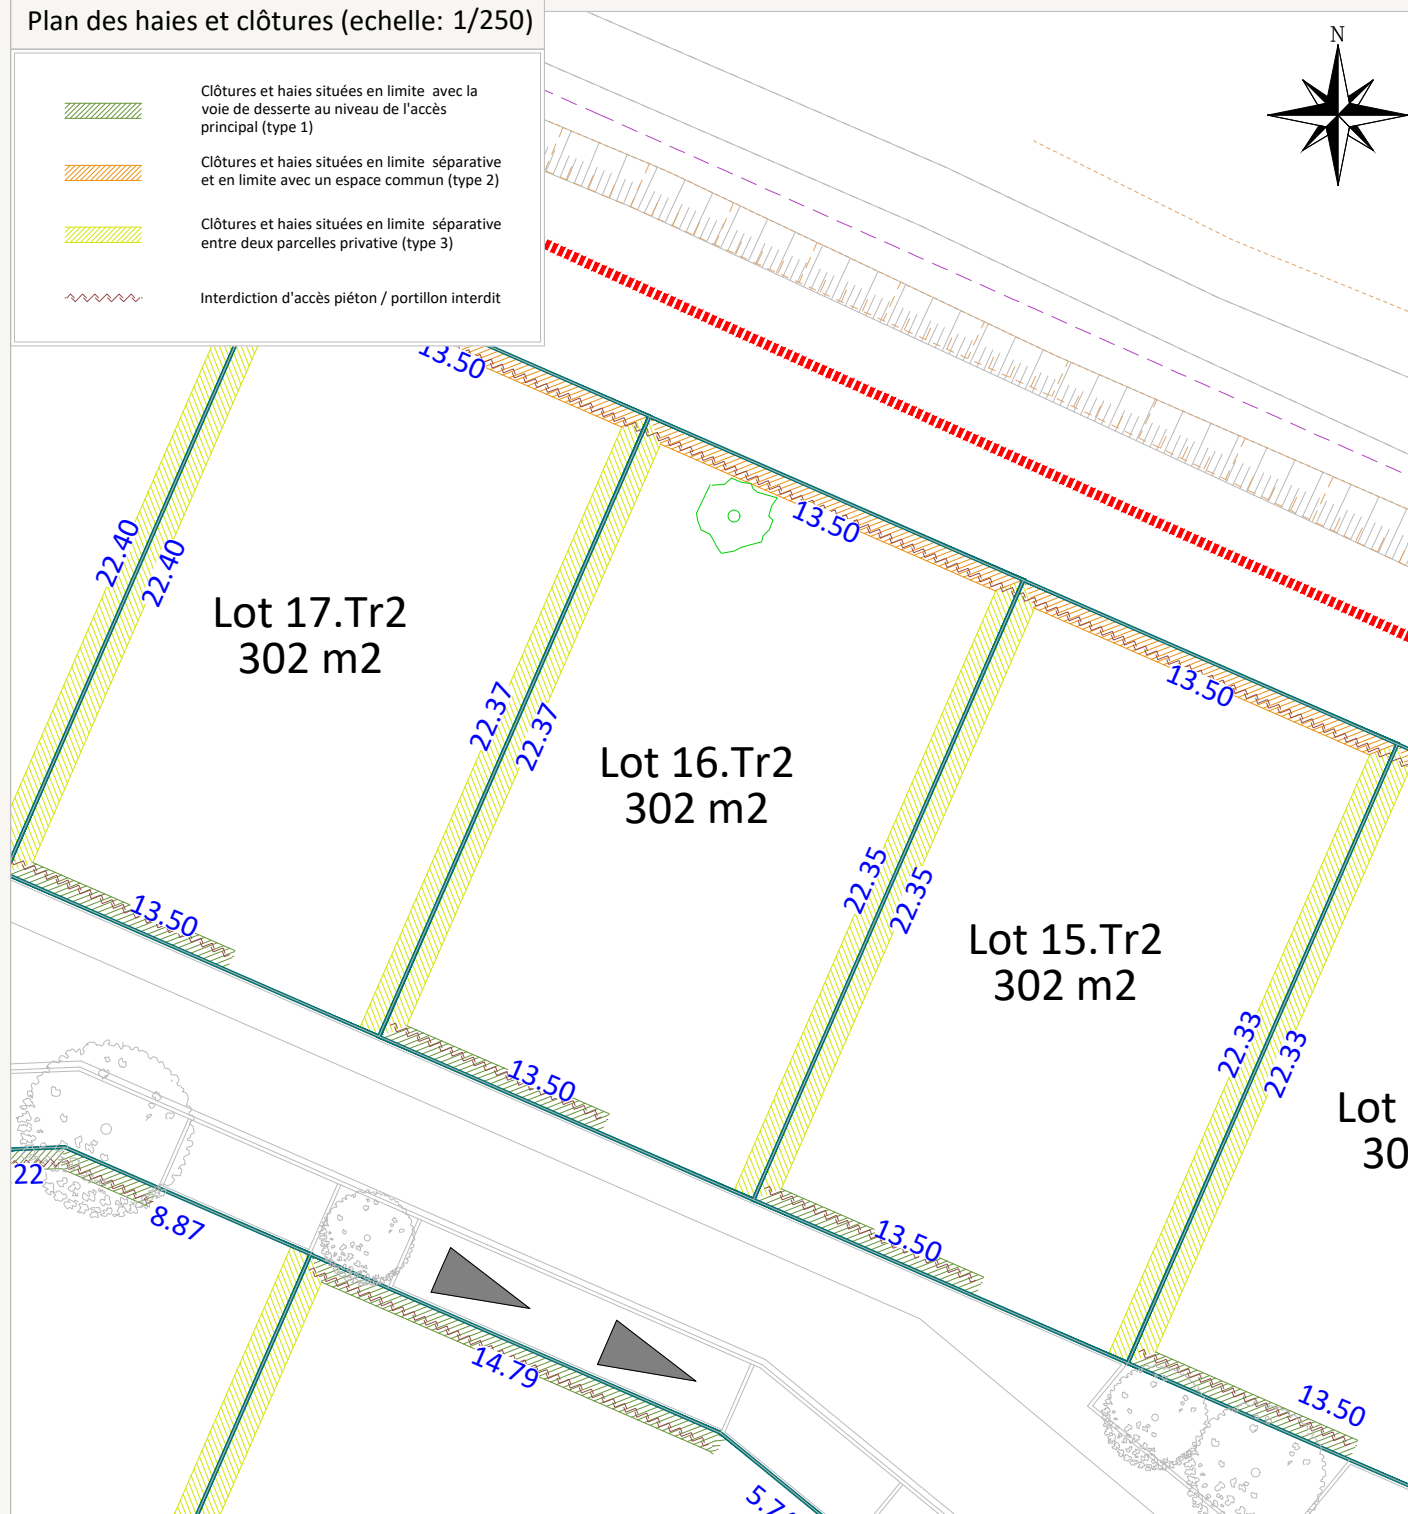 Plan des haies et clôtures (echelle: 1/250)
N
Clôtures et haies situées en limite avec la
voie de desserte au niveau de l'accès
principal (type 1)
Clôtures et haies situées en limite séparative
et en limite avec un espace commun (type 2)
Clôtures et haies situées en limite séparative
entre deux parcelles privative (type 3)
Interdiction d'accès piéton / portillon interdit
13.50
13.50
22.40
22.40
Lot 17.Tr2
302 m2
13.50
22.37
22.37
Lot 16.Tr2
302 m2
22.35
22.35
13.50
Lot 15.Tr2
302 m2
22.33
22.33
13.50
Lot
30
22
8.87
13.50
14.79
13.50
5.7